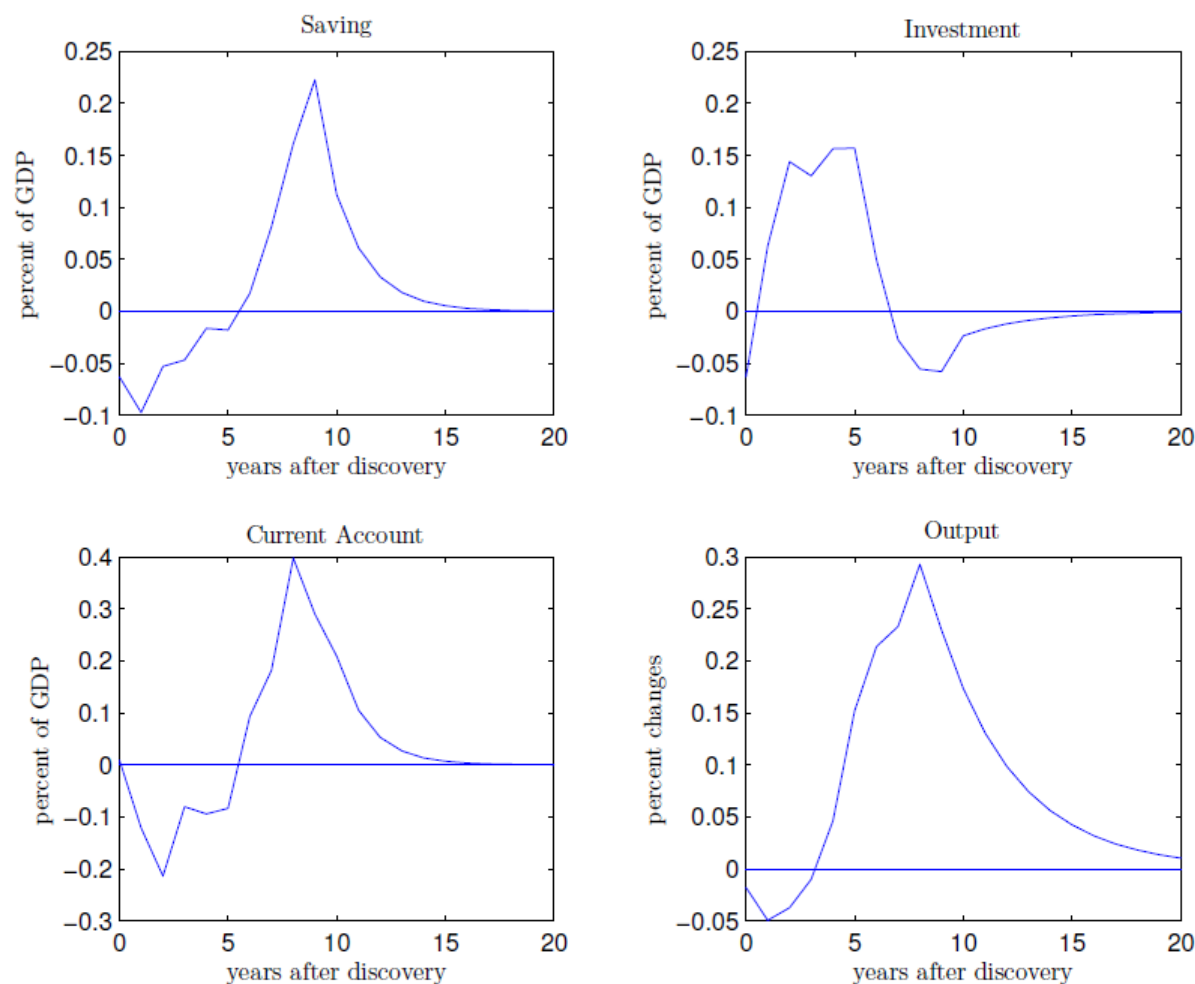 Saving
0.25
0.2
0.15
0.1
0.05
0
−0.05
−0.1
percent of GDP
0 5 10 15 20
years after discovery
Investment
0.25
0.2
0.15
0.1
0.05
0
−0.05
−0.1
percent of GDP
0 5 10 15 20
years after discovery
Current Account
0.4
0.3
0.2
0.1
0
−0.1
−0.2
−0.3
percent of GDP
0 5 10 15 20
years after discovery
Output
0.3
0.25
0.2
0.15
0.1
0.05
0
−0.05
percent changes
0 5 10 15 20
years after discovery